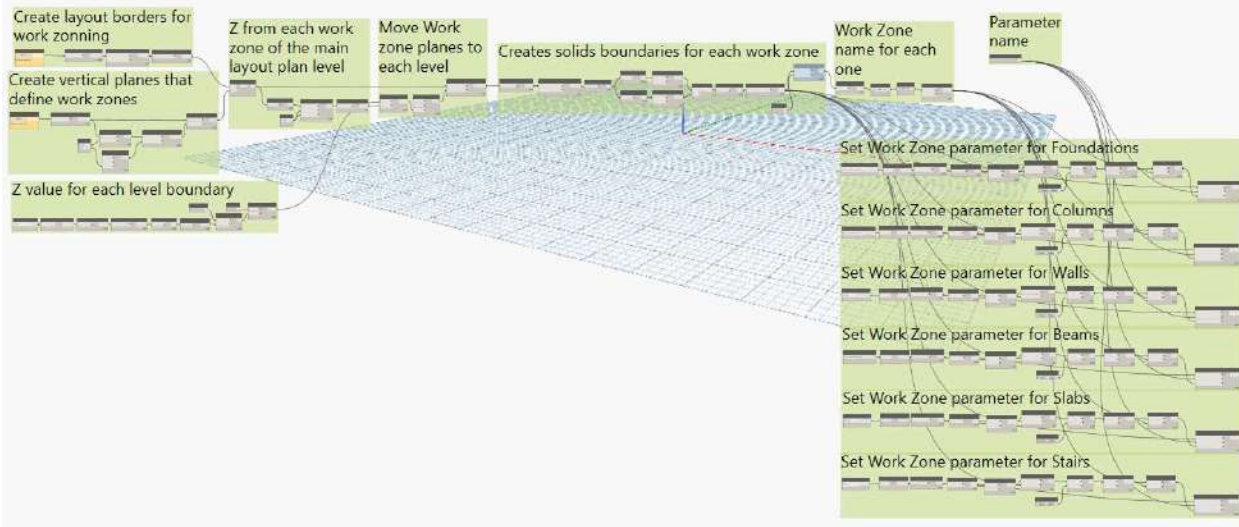 Create layout borders for
work zonning
Create vertical planes that
define work zones
Z value for each level boundary
Z from each work
zone of the main
layout plan level
Move Work
zone planes to
each level
Creates solids boundaries for each work zone
Work Zone
name for each
one
Parameter
name
Set Work Zone parameter for Foundations
Set Work Zone parameter for Columns
Set Work Zone parameter for Walls
Set Work Zone parameter for Beams
Set Work Zone parameter for Slabs
Set Work Zone parameter for Stairs